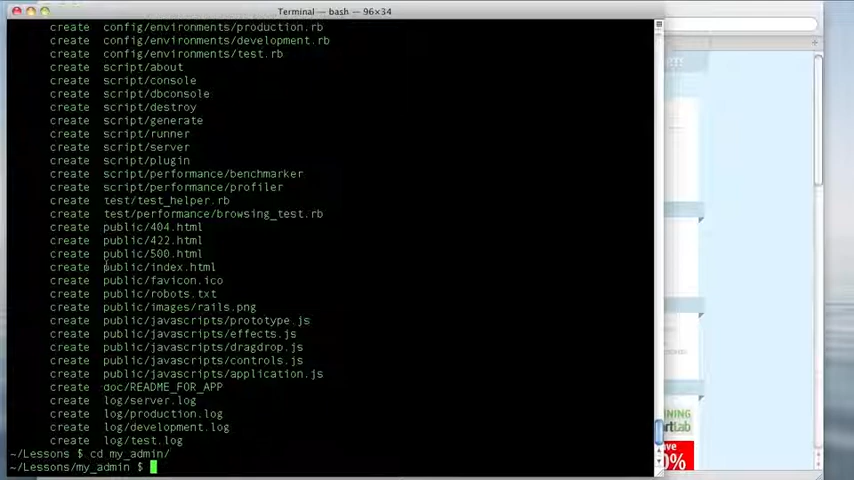 Terminal — bash — 96×34
create config/environments/production.rb
create config/environments/development.rb
create config/environments/test.rb
create script/about
create script/console
create script/dbconsole
create script/destroy
create script/generate
create script/runner
create script/server
create script/plugin
create script/performance/benchmarker
create script/performance/profiler
create test/test_helper.rb
create test/performance/browsing_test.rb
create public/404.html
create public/422.html
create public/500.html
create public/index.html
create public/favicon.ico
create public/robots.txt
create public/images/rails.png
create public/javascripts/prototype.js
create public/javascripts/effects.js
create public/javascripts/dragdrop.js
create public/javascripts/controls.js
create public/javascripts/application.js
create doc/README_FOR_APP
create log/server.log
create log/production.log
create log/development.log
create log/test.log
~/Lessons $ cd my_admin/
~/Lessons/my_admin $